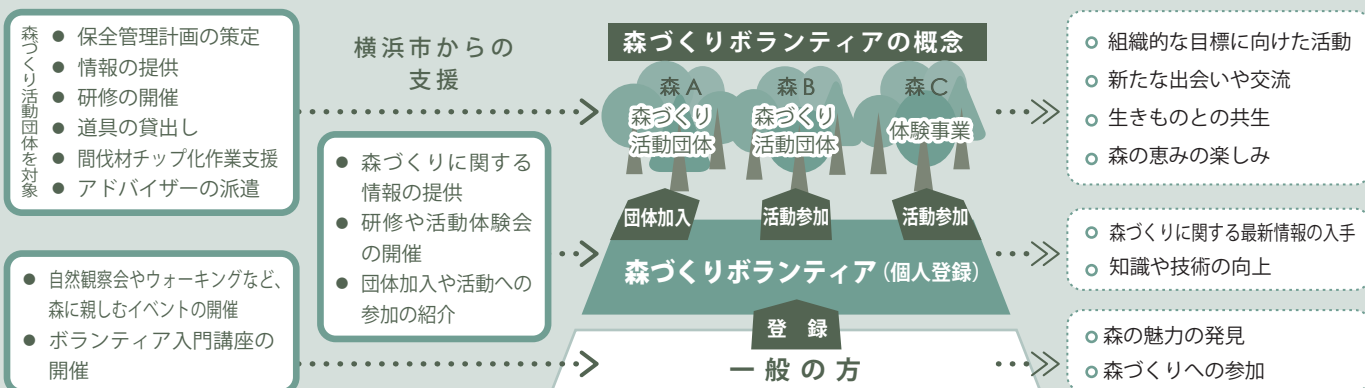 森づくり活動団体を対象
● 保全管理計画の策定
● 情報の提供
● 研修の開催
● 道具の貸出し
● 間伐材チップ化作業支援
● アドバイザーの派遣
横浜市からの
支援
● 森づくりに関する
情報の提供
● 研修や活動体験会
の開催
● 団体加入や活動への
参加の紹介
● 自然観察会やウォーキングなど、
森に親しむイベントの開催
● ボランティア入門講座の
開催
森づくりボランティアの概念
森A
森づくり
活動団体
森B
森づくり
活動団体
森C
体験事業
団体加入
活動参加
活動参加
森づくりボランティア（個人登録）
登 録
一般の方
組織的な目標に向けた活動
新たな出会いや交流
生きものとの共生
森の恵みの楽しみ
森づくりに関する最新情報の入手
知識や技術の向上
森の魅力の発見
森づくりへの参加